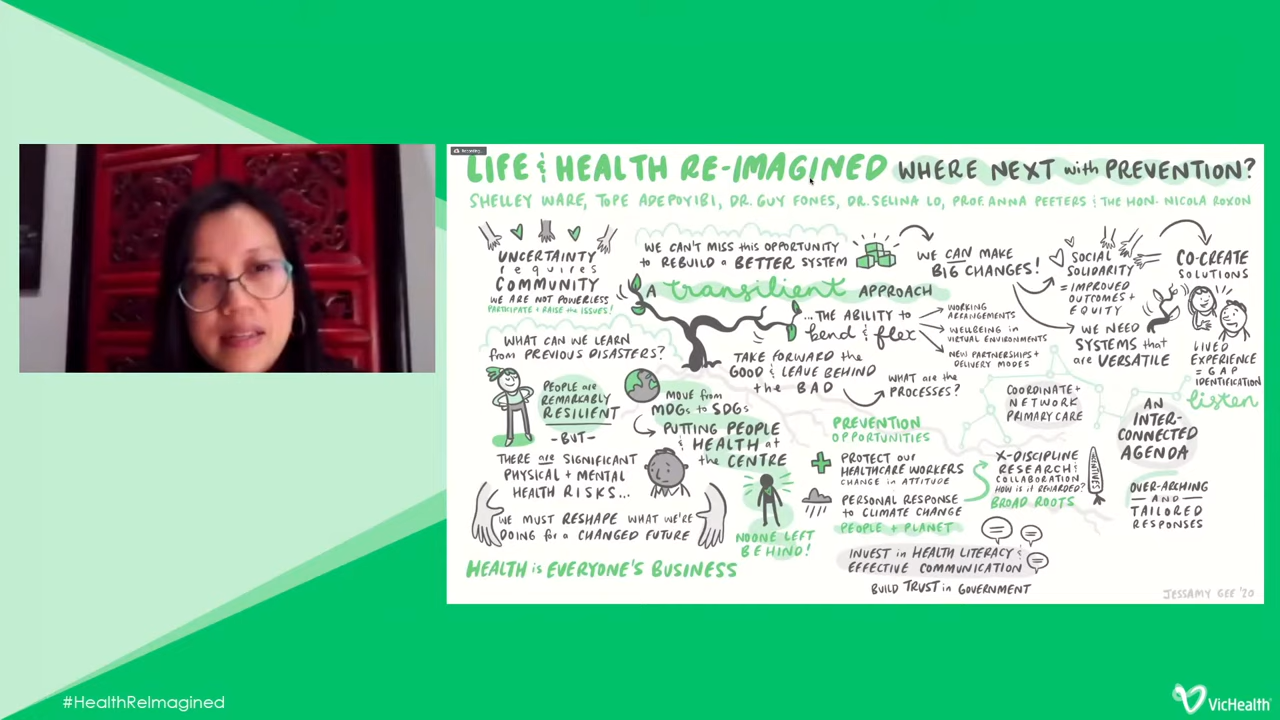 Recording...
LIFE & HEALTH RE-IMAGINED WHERE NEXT with PREVENTION?
SHELLEY WARE, TOPE ADEPOYIBI, DR. GUY FONES, DR. SELINA LO, PROF. ANNA PEETERS & THE HON. NICOLA ROXON
UNCERTAINTY
requires
COMMUNITY
WE ARE NOT POWERLESS
PARTICIPATE + RAISE the ISSUES!
WE CAN'T MISS this OPPORTUNITY
to REBUILD a BETTER SYSTEM
WE CAN MAKE
BIG CHANGES!
SOCIAL
SOLIDARITY
= IMPROVED
OUTCOMES +
EQUITY
CO-CREATE
SOLUTIONS
A transilient APPROACH
...THE ABILITY to
bend & flex
WORKING
ARRANGEMENTS
WELLBEING in
VIRTUAL ENVIRONMENTS
NEW PARTNERSHIPS +
DELIVERY MODES
WE NEED
SYSTEMS that
are VERSATILE
LIVED
EXPERIENCE
= GAP
IDENTIFICATION
listen
WHAT CAN WE LEARN
from PREVIOUS DISASTERS?
TAKE FORWARD the
GOOD & LEAVE BEHIND
the BAD
WHAT are the
PROCESSES?
PEOPLE are
REMARKABLY
RESILIENT
-BUT-
THERE are SIGNIFICANT
PHYSICAL + MENTAL
HEALTH RISKS...
MOVE from
MDGs to SDGs
PUTTING PEOPLE
& HEALTH at
the CENTRE
COORDINATE +
NETWORK
PRIMARY CARE
AN
INTER-
CONNECTED
AGENDA
PREVENTION
OPPORTUNITIES
PROTECT our
HEALTHCARE WORKERS
CHANGE in ATTITUDE
PERSONAL RESPONSE
to CLIMATE CHANGE
PEOPLE + PLANET
X-DISCIPLINE
RESEARCH &
COLLABORATION
HOW is it REWARDED?
BROAD ROOTS
OVER-ARCHING
—AND—
TAILORED
RESPONSES
WE MUST RESHAPE WHAT WE'RE
DOING for a CHANGED FUTURE
NO ONE LEFT
BEHIND!
INVEST in HEALTH LITERACY &
EFFECTIVE COMMUNICATION
HEALTH is EVERYONE'S BUSINESS
BUILD TRUST in GOVERNMENT
JESSAMY GEE '20
#HealthReImagined
VicHealth